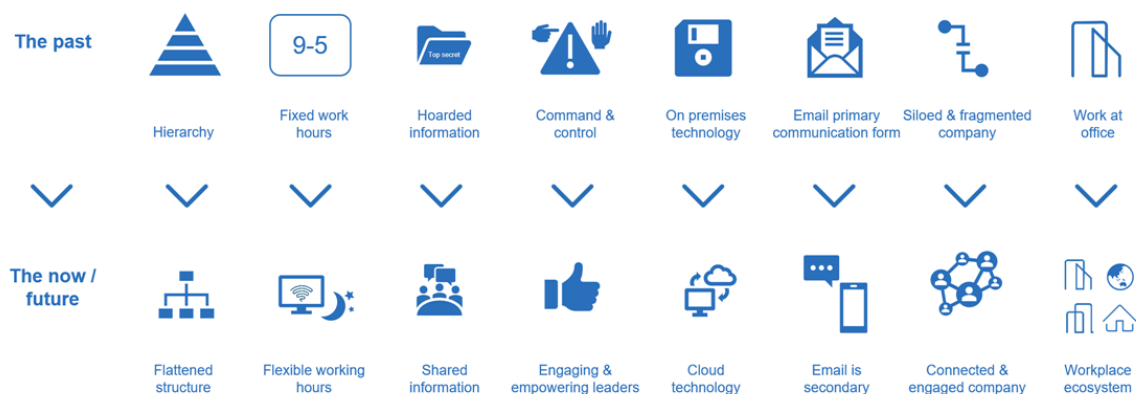 The past
9-5
Top secret
Hierarchy
Fixed work
hours
Hoarded
information
Command &
control
On premises
technology
Email primary
communication form
Siloed & fragmented
company
Work at
office
The now /
future
Flattened
structure
Flexible working
hours
Shared
information
Engaging &
empowering leaders
Cloud
technology
Email is
secondary
Connected &
engaged company
Workplace
ecosystem